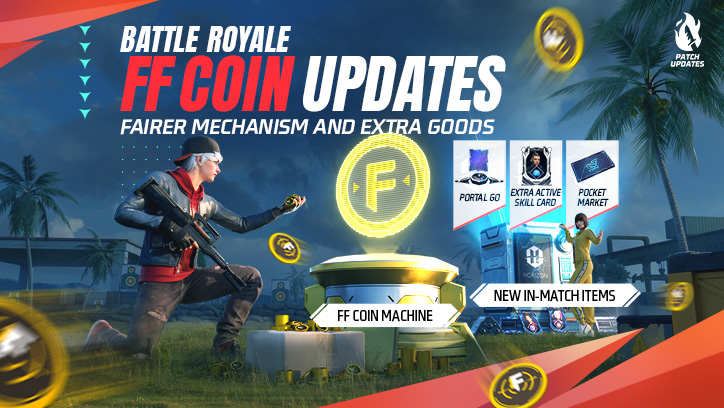 BATTLE ROYALE
FF COIN UPDATES
FAIRER MECHANISM AND EXTRA GOODS
PATCH
UPDATES
F
PORTAL GO
EXTRA ACTIVE
SKILL CARD
POCKET
MARKET
HORIZON
NEW IN-MATCH ITEMS
FF COIN MACHINE
F